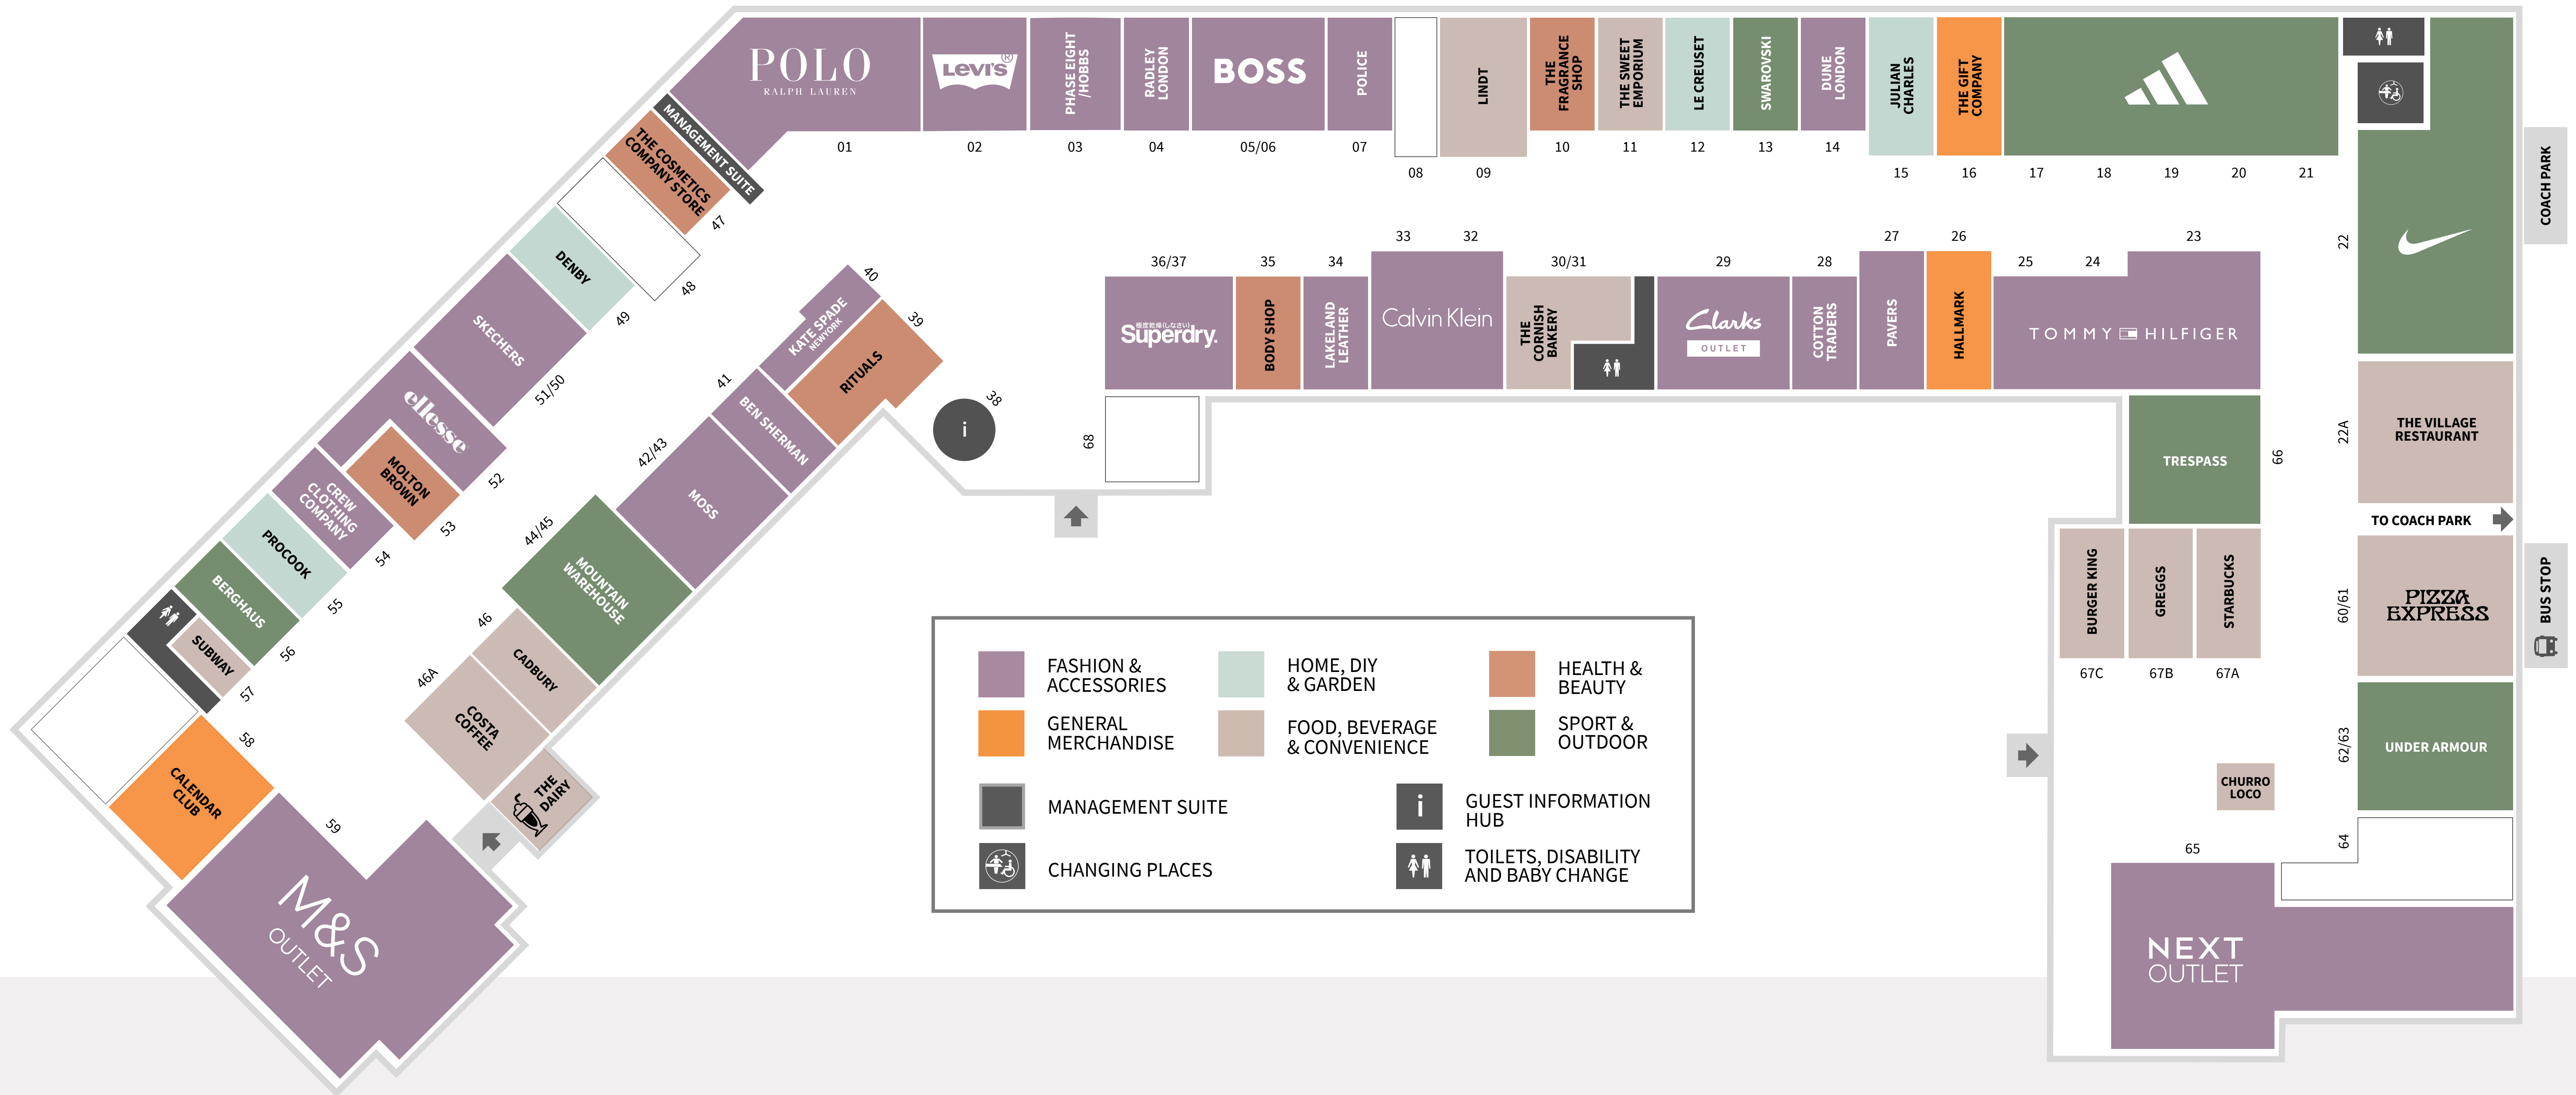 POLO
RALPH LAUREN
01
LEVI'S®
02
PHASE EIGHT
/HOBBS
03
RADLEY
LONDON
04
BOSS
05/06
POLICE
07
08
LINDT
09
THE
FRAGRANCE
SHOP
10
THE SWEET
EMPORIUM
11
LE CREUSET
12
SWAROVSKI
13
DUNE
LONDON
14
JULIAN
CHARLES
15
THE GIFT
COMPANY
16
17
18
19
20
21
22
COACH PARK
22A
THE VILLAGE
RESTAURANT
TO COACH PARK
60/61
PIZZA
EXPRESS
BUS STOP
62/63
UNDER ARMOUR
64
CHURRO
LOCO
65
NEXT
OUTLET
MANAGEMENT SUITE
THE COSMETICS
COMPANY STORE
47
48
DENBY
49
SKECHERS
51/50
ellesse
52
MOLTON
BROWN
53
CREW
CLOTHING
COMPANY
54
PROCOOK
55
BERGHAUS
56
SUBWAY
57
58
CALENDAR
CLUB
59
M&S
OUTLET
40
KATE SPADE
NEWYORK
39
RITUALS
41
BEN SHERMAN
42/43
MOSS
44/45
MOUNTAIN
WAREHOUSE
46
CADBURY
46A
COSTA
COFFEE
THE
DAIRY
38
i
36/37
極度乾燥(しなさい)
Superdry.
35
BODY SHOP
34
LAKELAND
LEATHER
33
32
Calvin Klein
30/31
THE
CORNISH
BAKERY
29
Clarks
OUTLET
28
COTTON
TRADERS
27
PAVERS
26
HALLMARK
25
24
23
TOMMY HILFIGER
68
TRESPASS
66
BURGER KING
GREGGS
STARBUCKS
67C
67B
67A
FASHION &
ACCESSORIES
HOME, DIY
& GARDEN
HEALTH &
BEAUTY
GENERAL
MERCHANDISE
FOOD, BEVERAGE
& CONVENIENCE
SPORT &
OUTDOOR
MANAGEMENT SUITE
i
GUEST INFORMATION
HUB
CHANGING PLACES
TOILETS, DISABILITY
AND BABY CHANGE